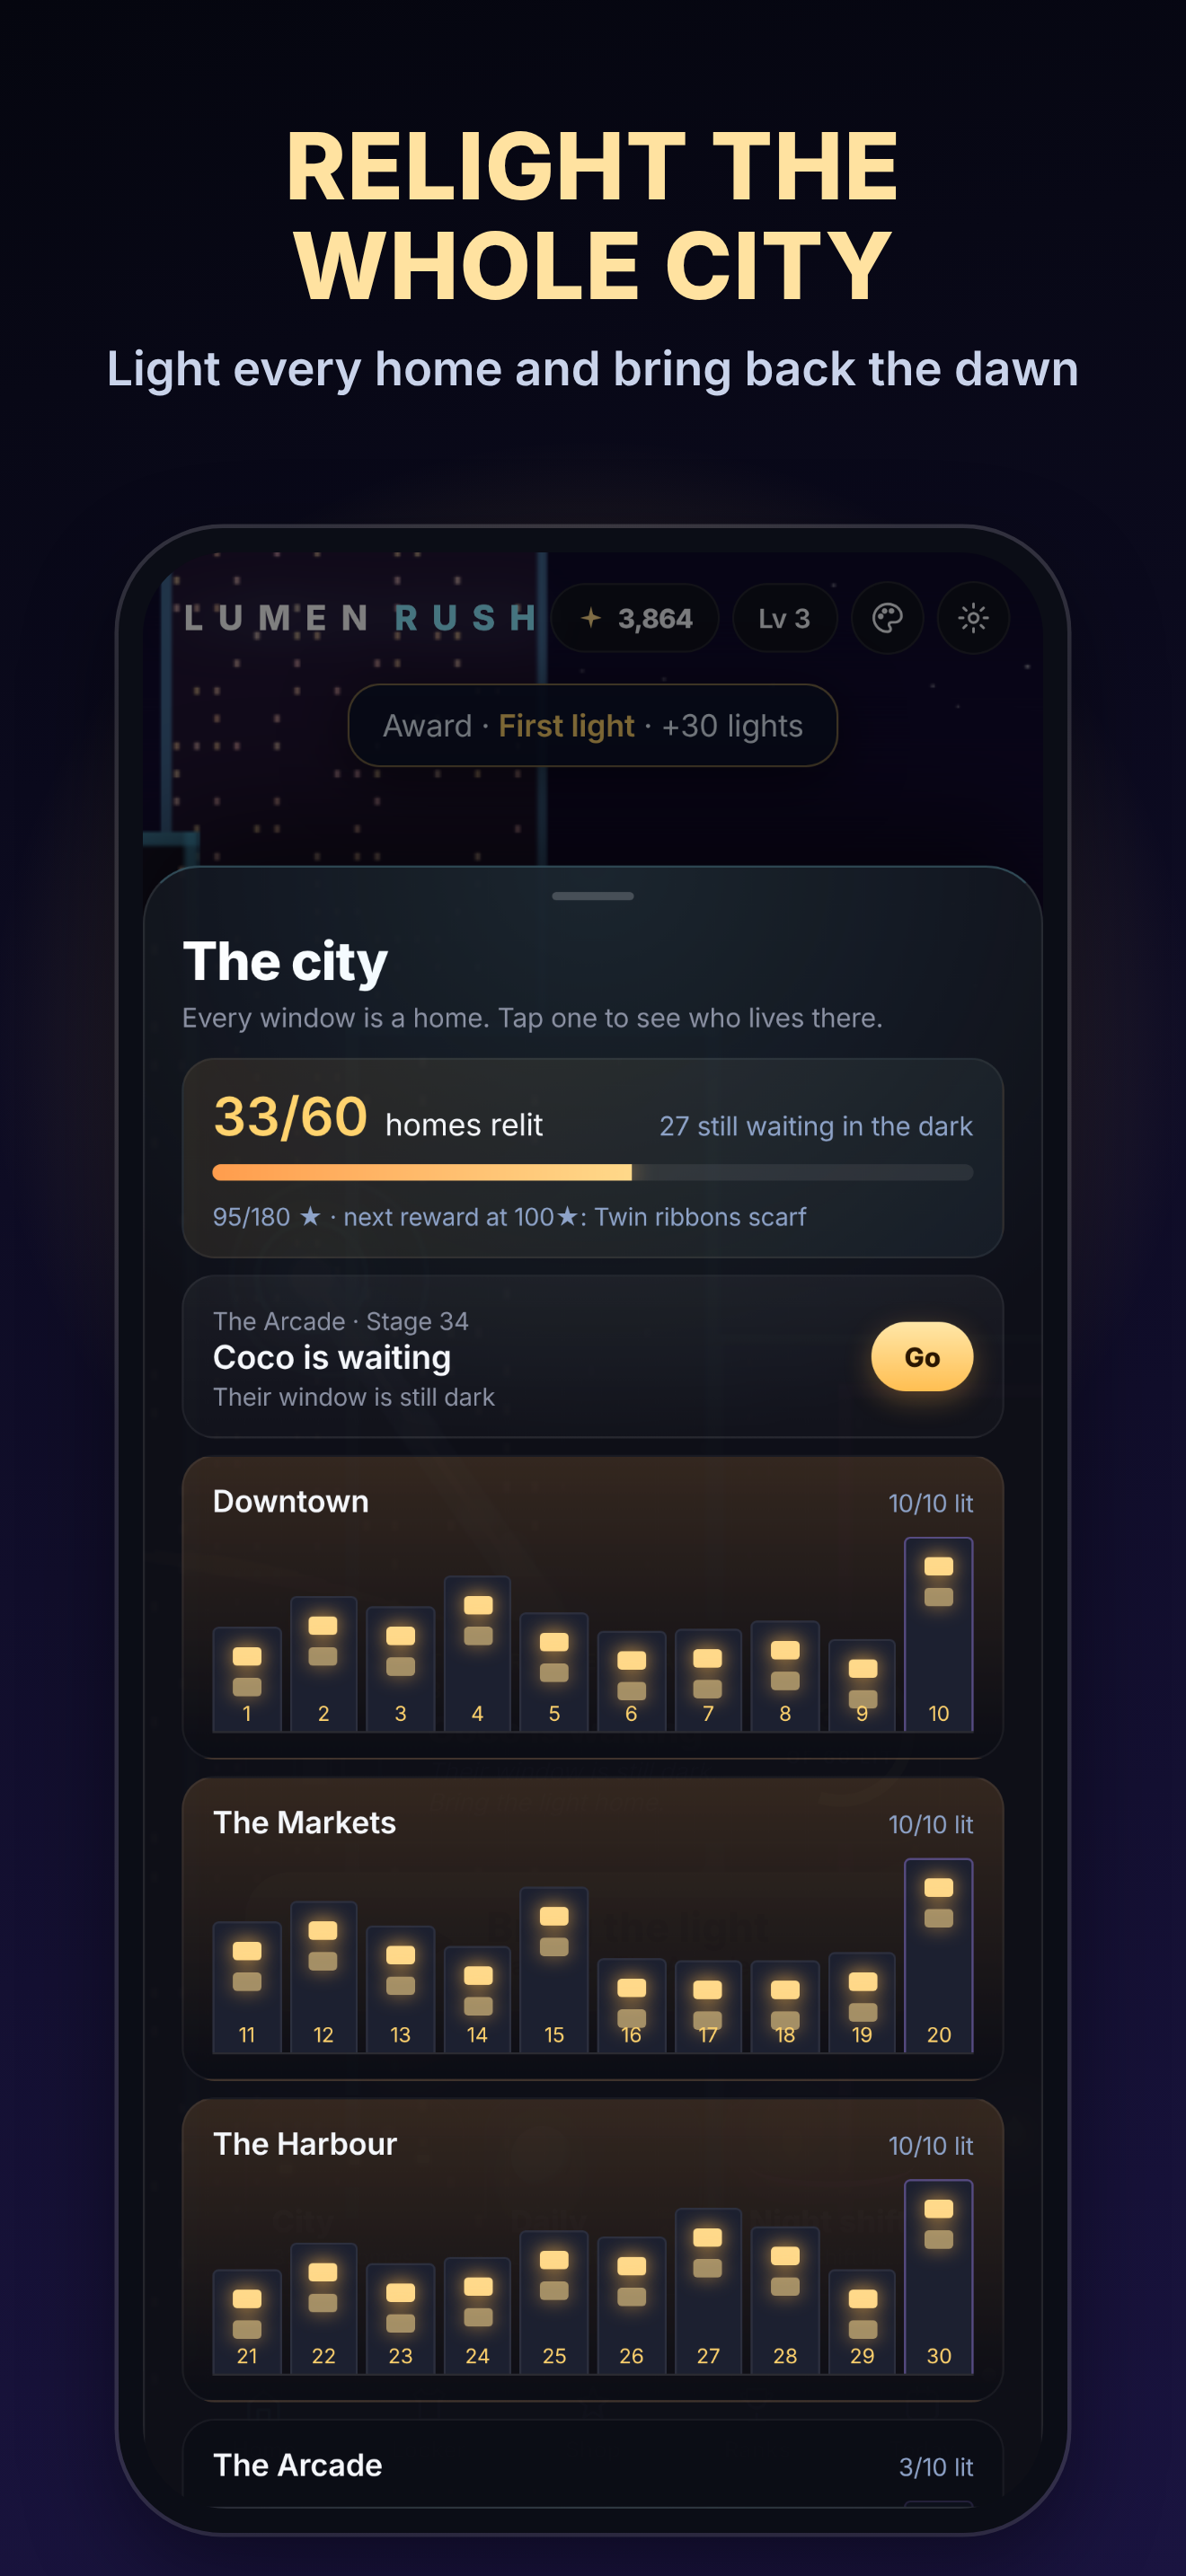 RELIGHT THE
WHOLE CITY
Light every home and bring back the dawn
LUMEN RUSH
3,864
Lv 3
Award · First light · +30 lights
The city
Every window is a home. Tap one to see who lives there.
33/60 homes relit
27 still waiting in the dark
95/180 ★ · next reward at 100★: Twin ribbons scarf
The Arcade · Stage 34
Coco is waiting
Their window is still dark
Go
Downtown
10/10 lit
1 2 3 4 5 6 7 8 9 10
The Markets
10/10 lit
the light
11 12 13 14 15 16 17 18 19 20
The Harbour
10/10 lit
City
Daily
Night shift
21 22 23 24 25 26 27 28 29 30
The Arcade
3/10 lit